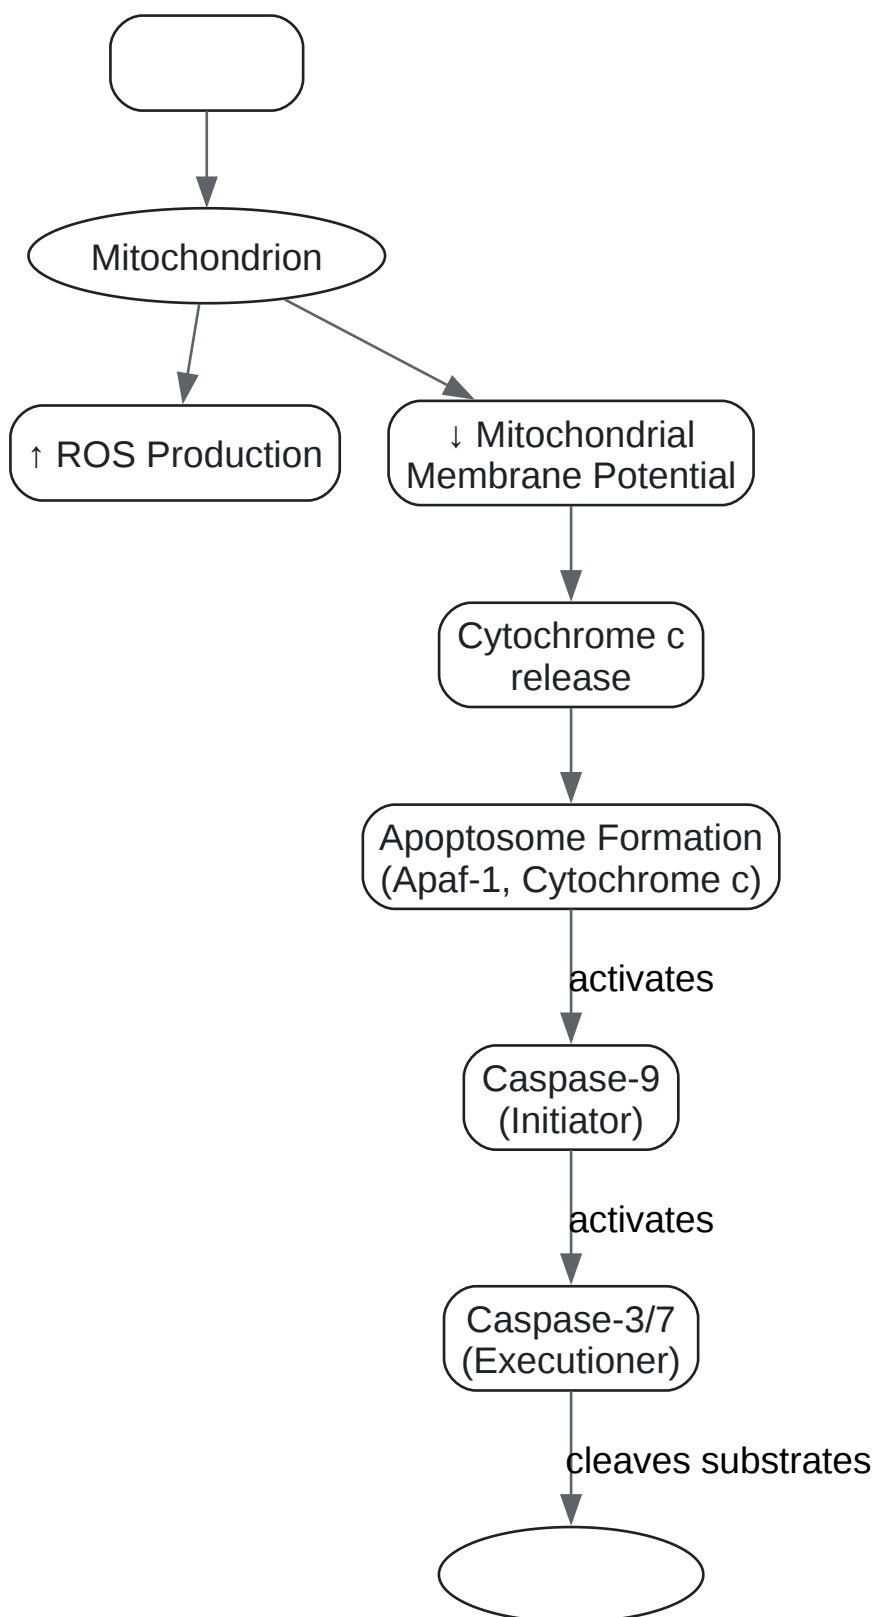 Mitochondrion
↑ ROS Production
↓ Mitochondrial
Membrane Potential
Cytochrome c
release
Apoptosome Formation
(Apaf-1, Cytochrome c)
activates
Caspase-9
(Initiator)
activates
Caspase-3/7
(Executioner)
cleaves substrates